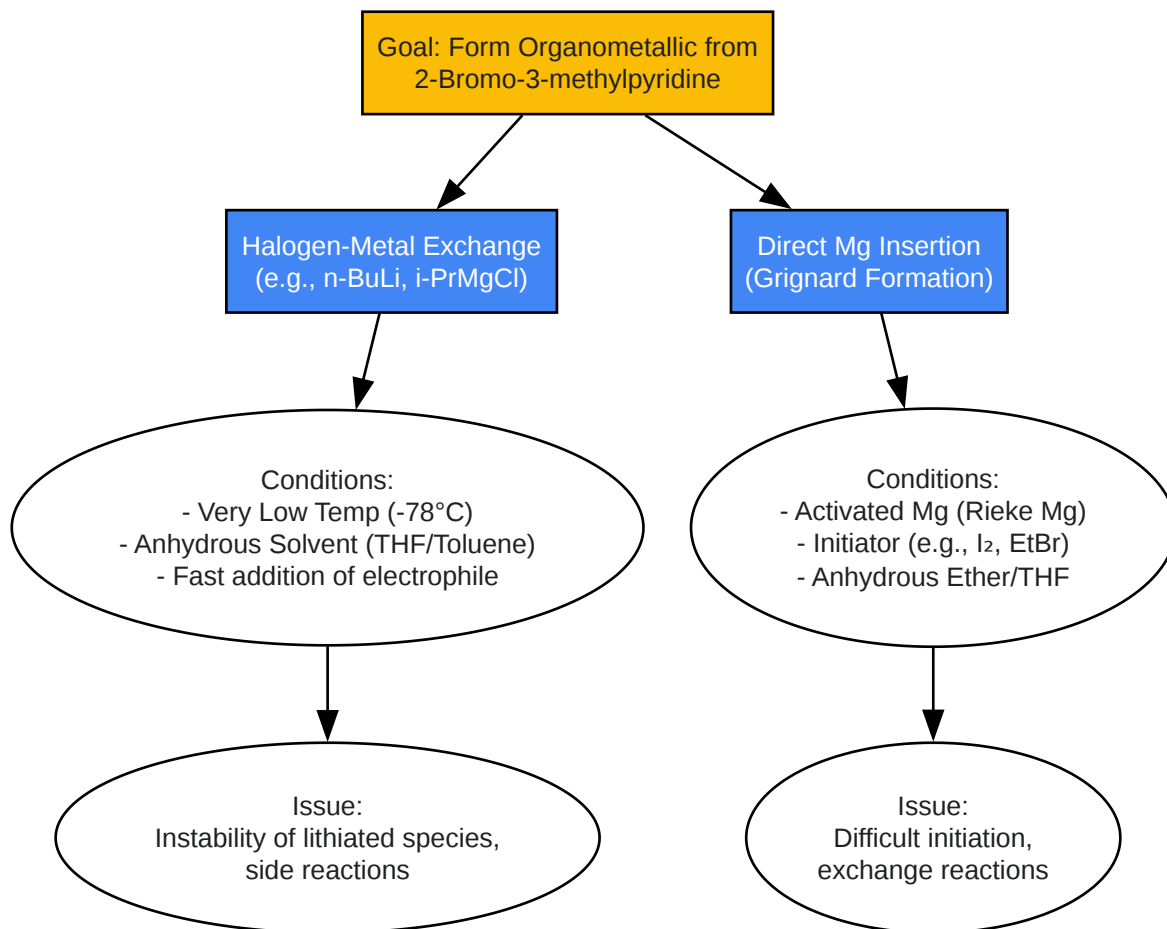 Goal: Form Organometallic from
2-Bromo-3-methylpyridine
Halogen-Metal Exchange
(e.g., n-BuLi, i-PrMgCl)
Direct Mg Insertion
(Grignard Formation)
Conditions:
- Very Low Temp (-78°C)
- Anhydrous Solvent (THF/Toluene)
- Fast addition of electrophile
Conditions:
- Activated Mg (Rieke Mg)
- Initiator (e.g., I₂, EtBr)
- Anhydrous Ether/THF
Issue:
Instability of lithiated species,
side reactions
Issue:
Difficult initiation,
exchange reactions